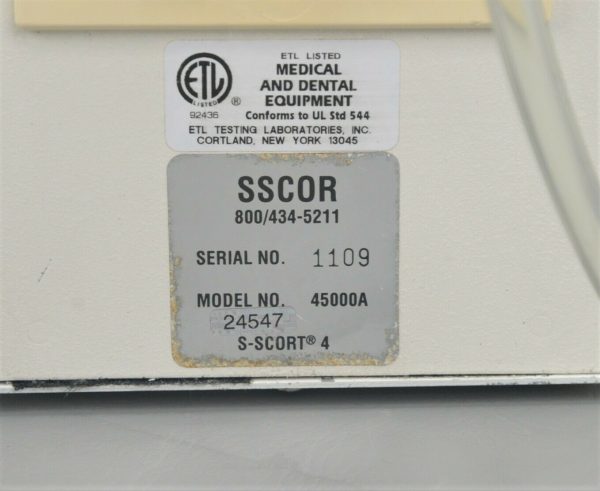 ETL LISTED
MEDICAL
AND DENTAL
EQUIPMENT
ETL
LISTED
®
92436
Conforms to UL Std 544
ETL TESTING LABORATORIES, INC.
CORTLAND, NEW YORK 13045
SSCOR
800/434-5211
SERIAL NO. 1109
MODEL NO. 45000A
24547
S-SCORT® 4